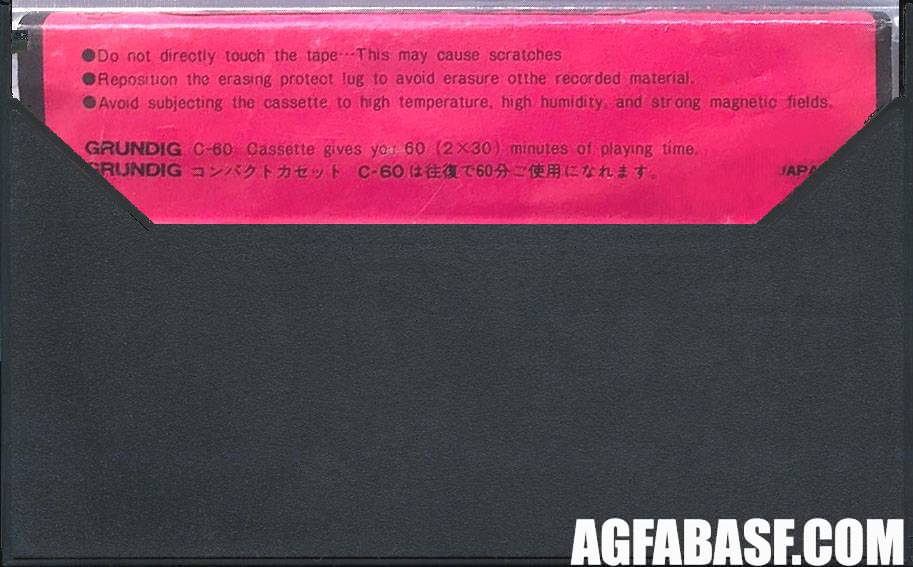 ●Do not directly touch the tape…This may cause scratches
●Reposition the erasing protect lug to avoid erasure otthe recorded material.
●Avoid subjecting the cassette to high temperature, high humidity, and strong magnetic fields.
GRUNDIG C-60 Cassette gives you 60 (2×30) minutes of playing time.
GRUNDIG コンパクトカセット C-60は往復で60分ご使用になれます。 JAPA
AGFABASF.COM